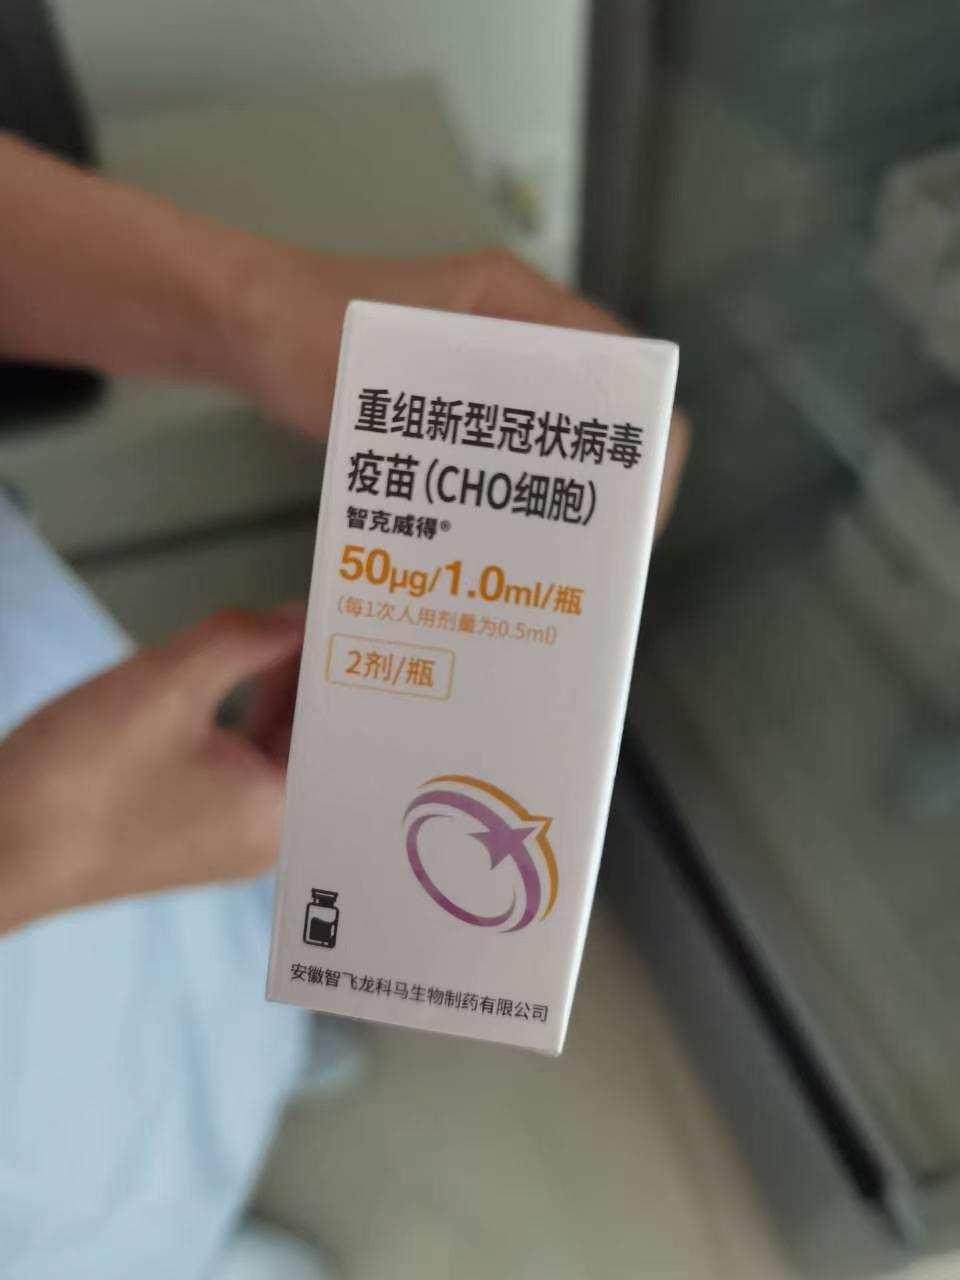 重组新型冠状病毒
疫苗(CHO细胞)
智克威得®
50μg/1.0ml/瓶
(每1次人用剂量为0.5ml)
2剂/瓶
安徽智飞龙科马生物制药有限公司